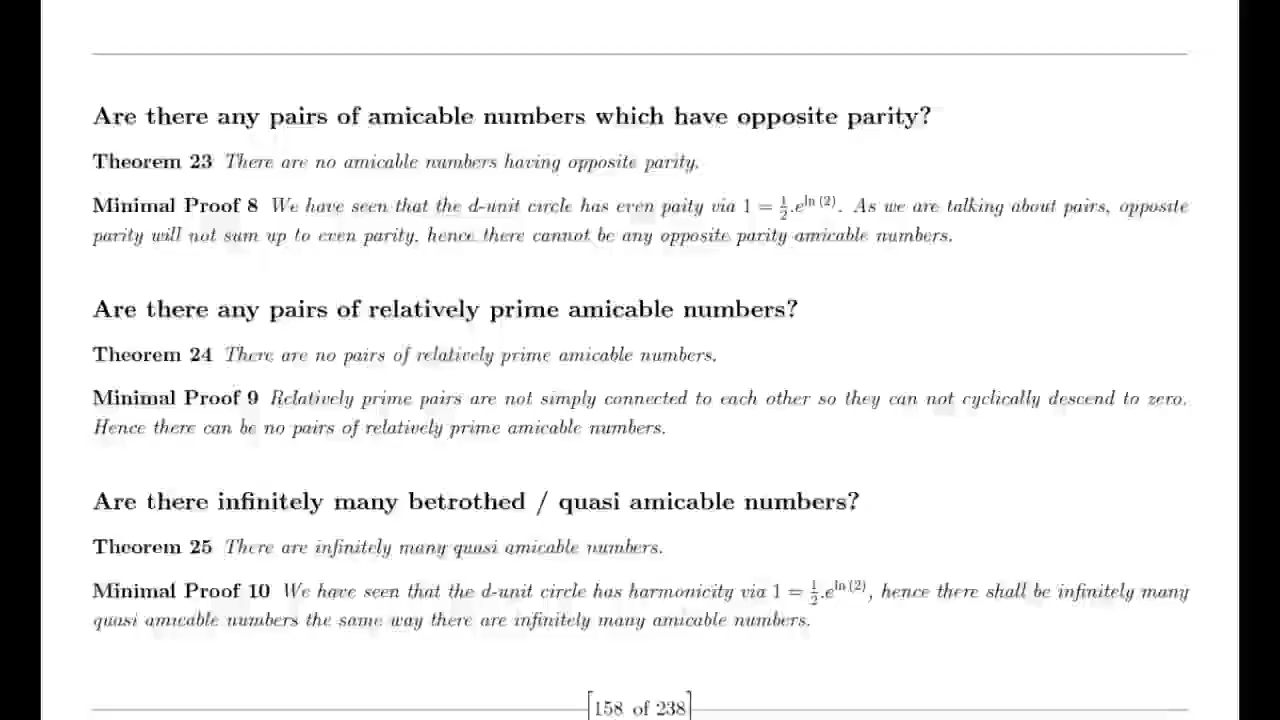 Are there any pairs of amicable numbers which have opposite parity?
Theorem 23 There are no amicable numbers having opposite parity.
Minimal Proof 8 We have seen that the d-unit circle has even paity via 1 = 1/2.e^ln (2). As we are talking about pairs, opposite
parity will not sum up to even parity. hence there cannot be any opposite parity amicable numbers.
Are there any pairs of relatively prime amicable numbers?
Theorem 24 There are no pairs of relatively prime amicable numbers.
Minimal Proof 9 Relatively prime pairs are not simply connected to each other so they can not cyclically descend to zero.
Hence there can be no pairs of relatively prime amicable numbers.
Are there infinitely many betrothed / quasi amicable numbers?
Theorem 25 There are infinitely many quasi amicable numbers.
Minimal Proof 10 We have seen that the d-unit circle has harmonicity via 1 = 1/2.e^ln (2), hence there shall be infinitely many
quasi amicable numbers the same way there are infinitely many amicable numbers.
[158 of 238]